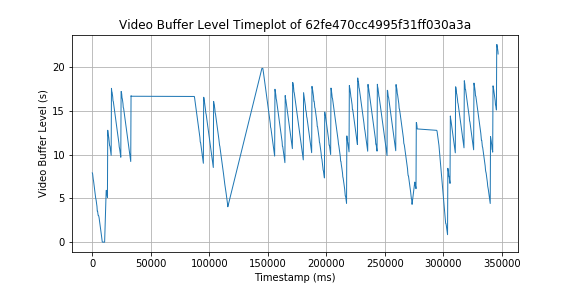 Video Buffer Level Timeplot of 62fe470cc4995f31ff030a3a
Video Bufffer Level (s)
20
15
10
5
0
0 50000 100000 150000 200000 250000 300000 350000
Timestamp (ms)